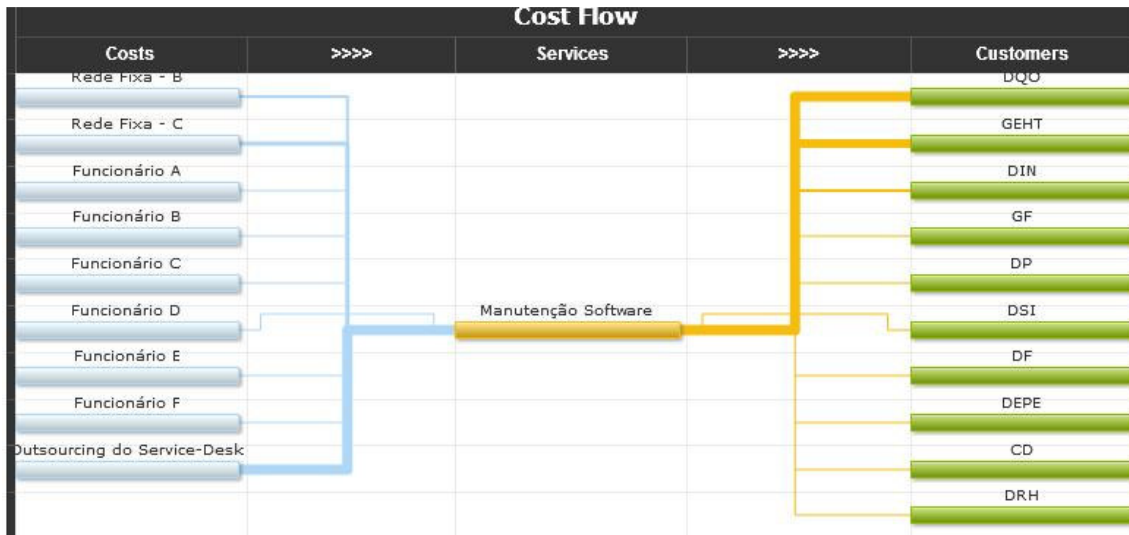 Cost Flow
Costs >>>> Services >>>> Customers
Rede Fixa - B
DQO
Rede Fixa - C
GEHT
Funcionário A
DIN
Funcionário B
GF
Funcionário C
DP
Funcionário D
Manutenção Software
DSI
Funcionário E
DF
Funcionário F
DEPE
Outsourcing do Service-Desk
CD
DRH